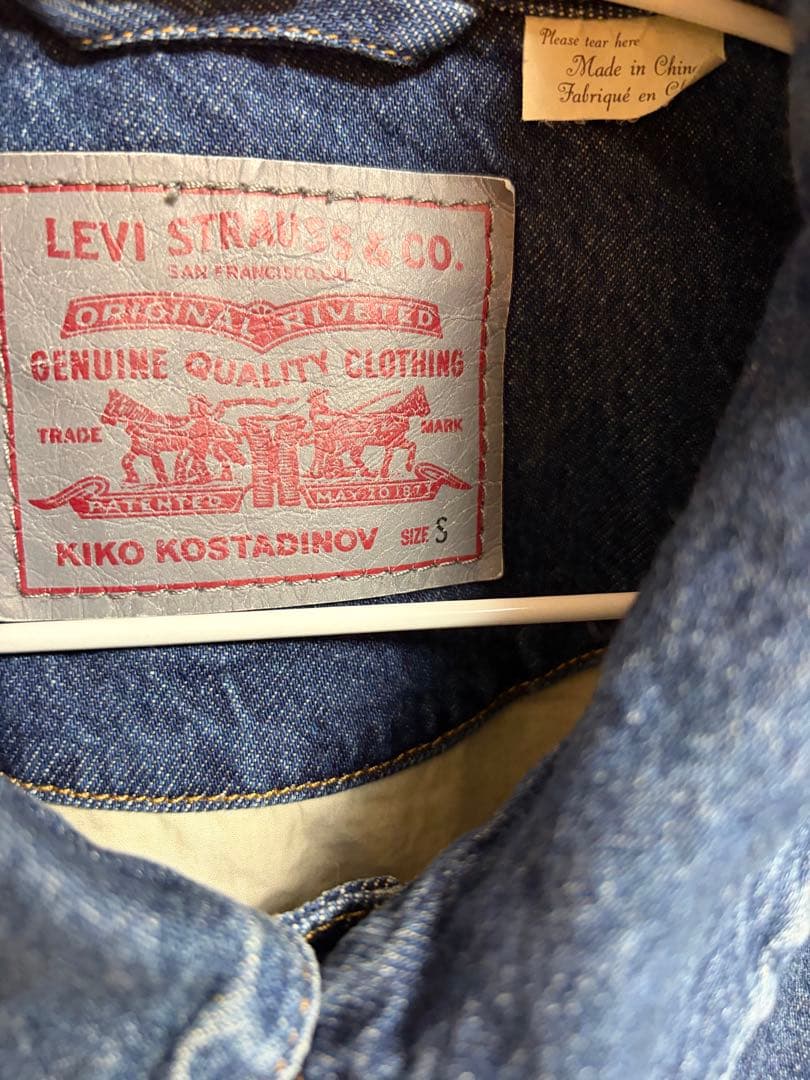 Please tear here
Made in
Fabriqué en
LEVI STRAUSS & CO.
SAN FRANCISCO, CAL
ORIGINAL RIVETED
GENUINE QUALITY CLOTHING
TRADE MARK
PATENTED MAY 20 1873
KIKO KOSTADINOV SIZE S